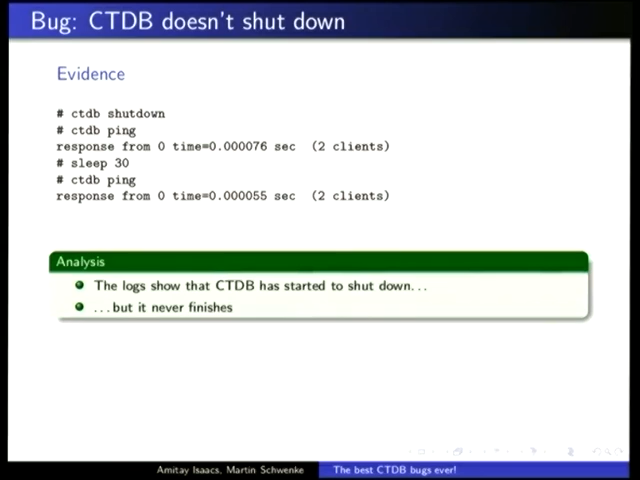 Bug: CTDB doesn't shut down
Evidence
# ctdb shutdown
# ctdb ping
response from 0 time=0.000076 sec (2 clients)
# sleep 30
# ctdb ping
response from 0 time=0.000055 sec (2 clients)
Analysis
The logs show that CTDB has started to shut down...
...but it never finishes
Amitay Isaacs, Martin Schwenke
The best CTDB bugs ever!